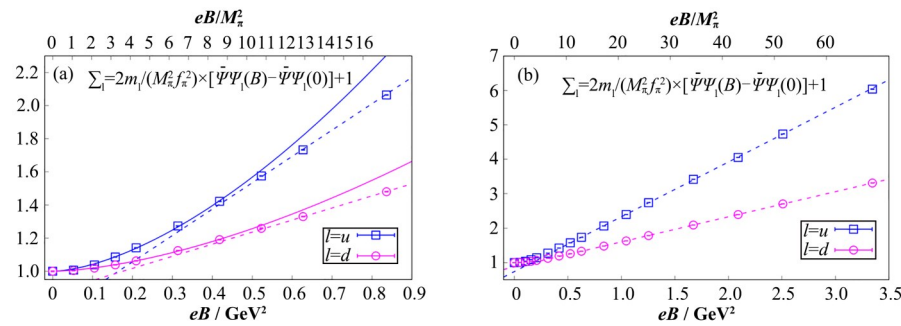 eB/M²π
0 1 2 3 4 5 6 7 8 9 10 11 12 13 14 15 16
(a) ∑l=2ml/(M²πf²π)×[Ψ̄Ψl(B)−Ψ̄Ψl(0)]+1
2.2
2.0
1.8
1.6
1.4
1.2
1.0
l=u
l=d
0 0.1 0.2 0.3 0.4 0.5 0.6 0.7 0.8 0.9
eB / GeV²
eB/M²π
0 10 20 30 40 50 60
(b) ∑l=2ml/(M²πf²π)×[Ψ̄Ψl(B)−Ψ̄Ψl(0)]+1
7
6
5
4
3
2
1
l=u
l=d
0 0.5 1.0 1.5 2.0 2.5 3.0 3.5
eB / GeV²